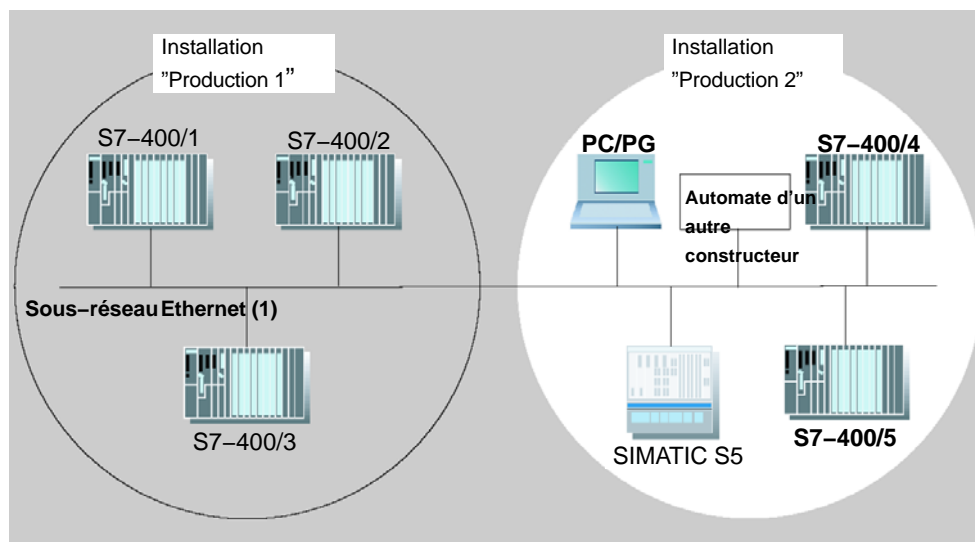 Installation
”Production 1”
Installation
”Production 2”
S7–400/1
S7–400/2
PC/PG
S7–400/4
Automate d’un
autre
constructeur
Sous–réseau Ethernet (1)
S7–400/3
SIMATIC S5
S7–400/5